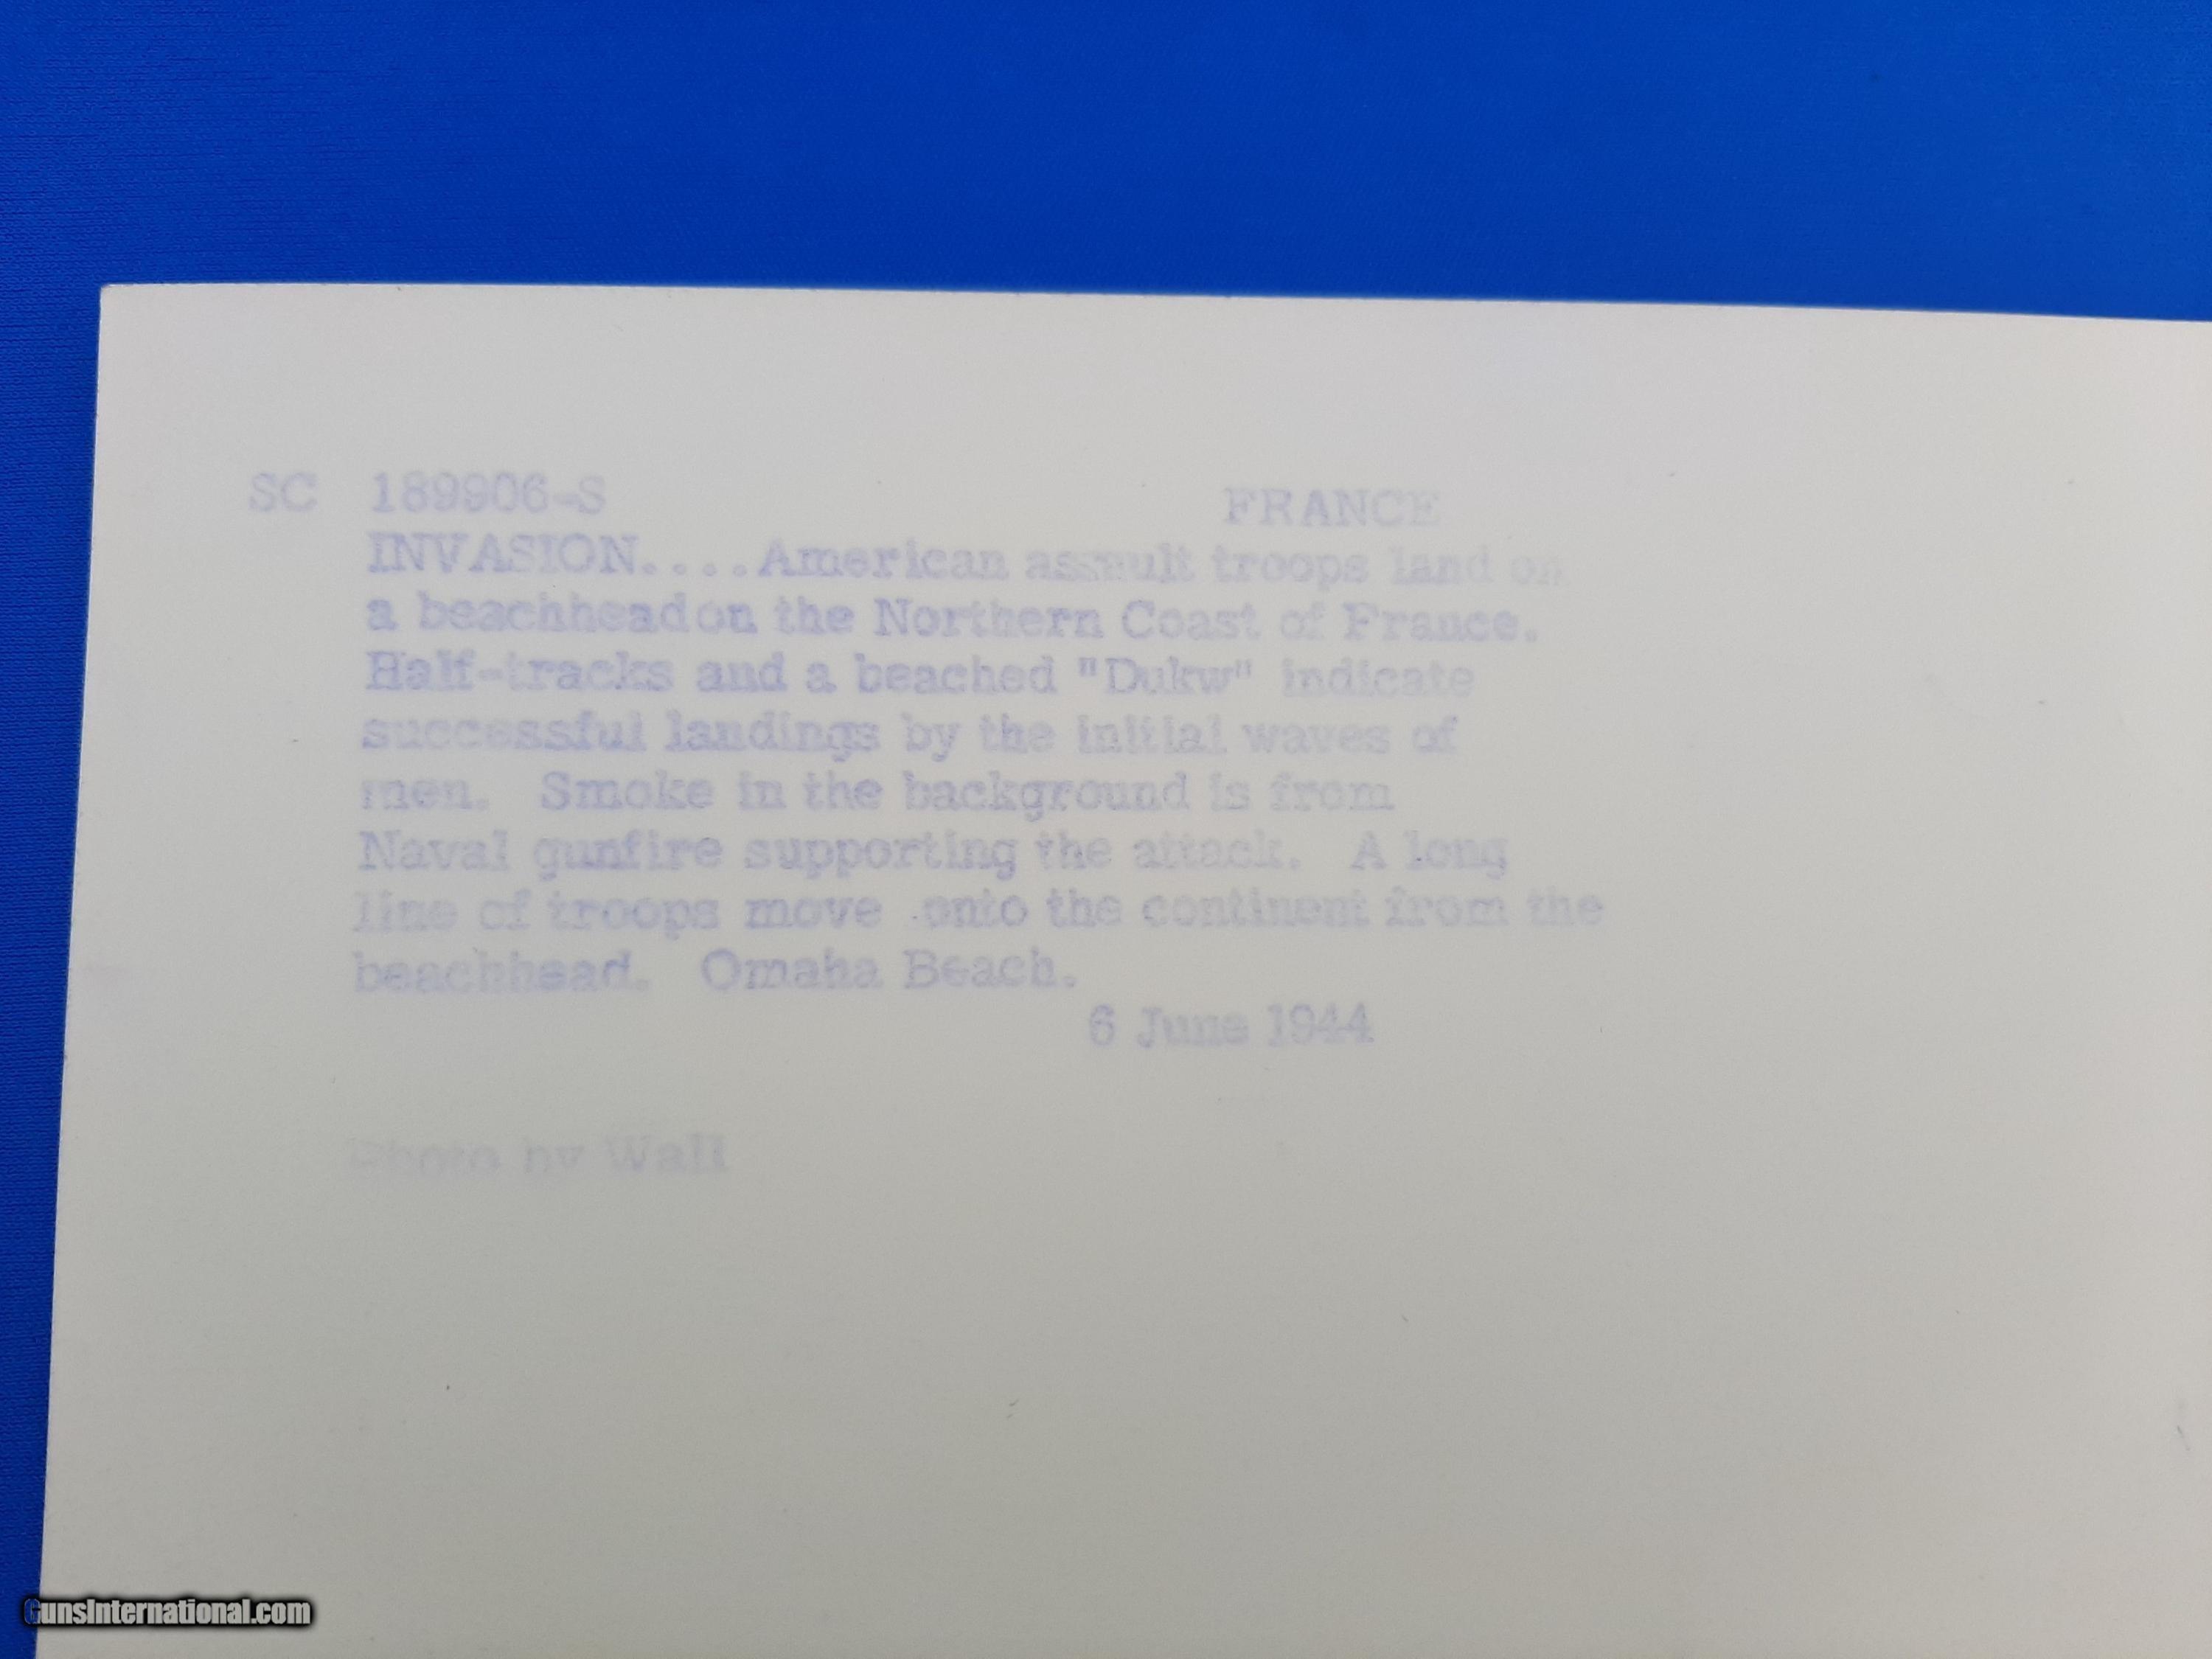 SC 189906-S FRANCE
INVASION....American assault troops land on
a beachheadon the Northern Coast of France.
Half-tracks and a beached "Dukw" indicate
successful landings by the initial waves of
men. Smoke in the background is from
Naval gunfire supporting the attack. A long
line of troops move onto the continent from the
beachhead. Omaha Beach.
6 June 1944
Photo by Wall
GunsInternational.com